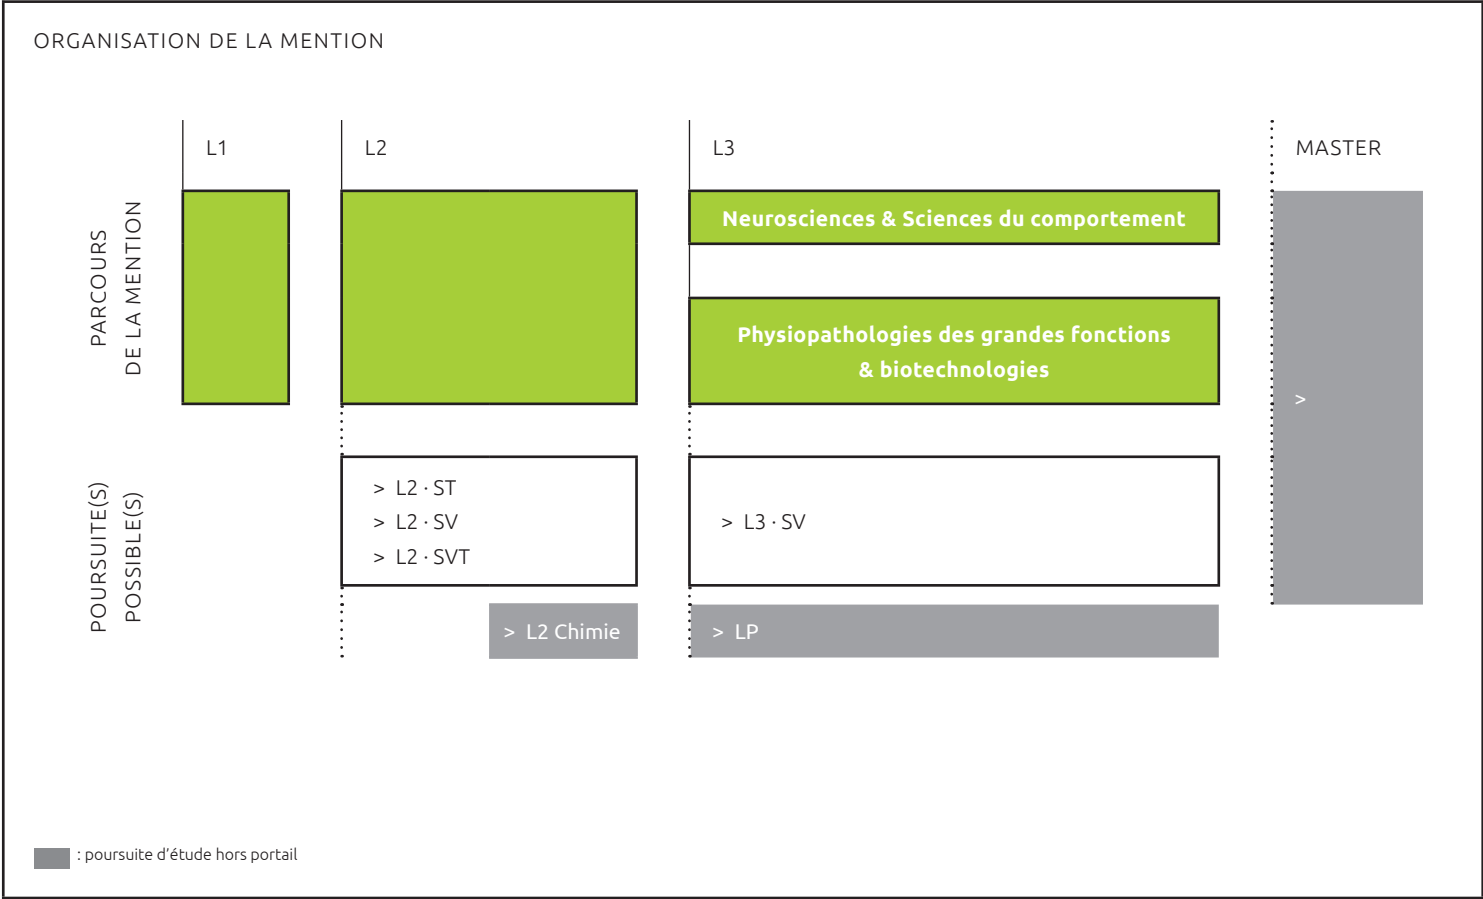 ORGANISATION DE LA MENTION
L1
L2
L3
MASTER
PARCOURS
DE LA MENTION
Neurosciences & Sciences du comportement
Physiopathologies des grandes fonctions
& biotechnologies
>
POURSUITE(S)
POSSIBLE(S)
> L2 · ST
> L2 · SV
> L2 · SVT
> L3 · SV
> L2 Chimie
> LP
: poursuite d’étude hors portail